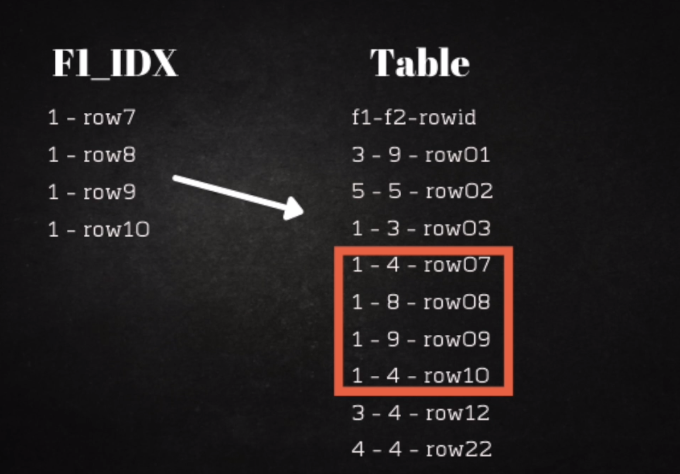 F1_IDX
1 - row7
1 - row8
1 - row9
1 - row10
Table
f1-f2-rowid
3 - 9 - row01
5 - 5 - row02
1 - 3 - row03
1 - 4 - row07
1 - 8 - row08
1 - 9 - row09
1 - 4 - row10
3 - 4 - row12
4 - 4 - row22